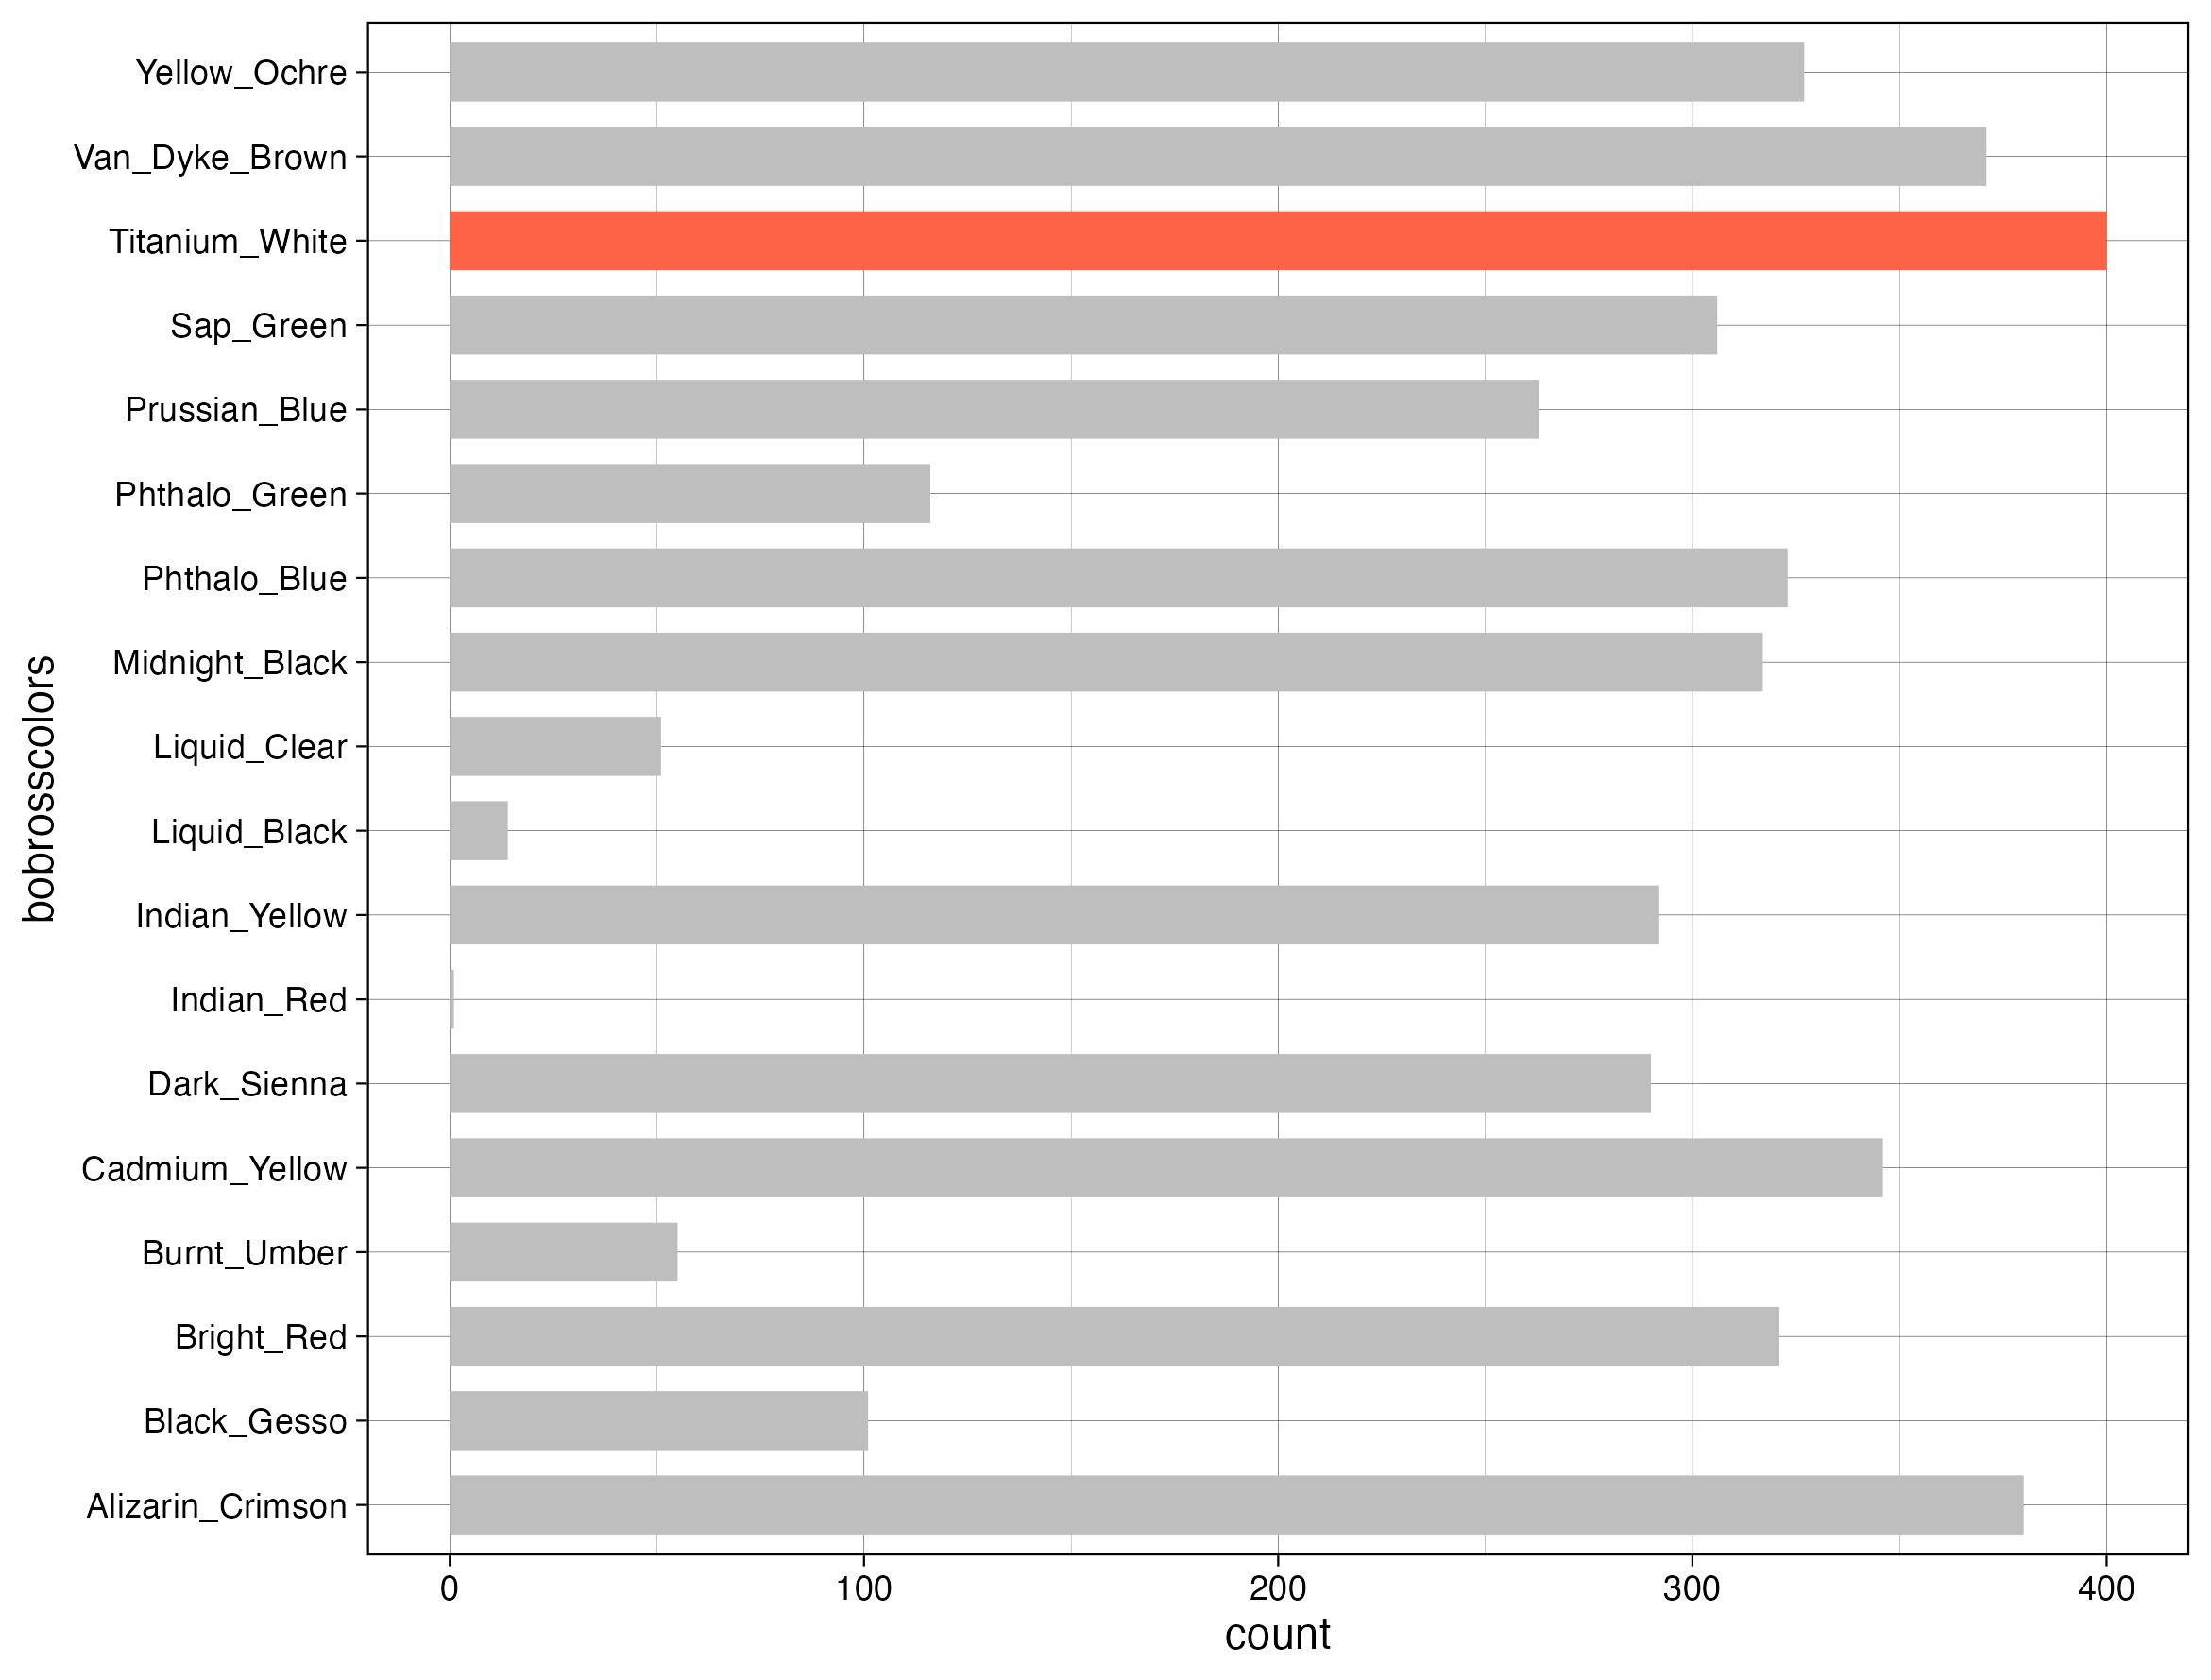 bobrosscolors
Yellow_Ochre
Van_Dyke_Brown
Titanium_White
Sap_Green
Prussian_Blue
Phthalo_Green
Phthalo_Blue
Midnight_Black
Liquid_Clear
Liquid_Black
Indian_Yellow
Indian_Red
Dark_Sienna
Cadmium_Yellow
Burnt_Umber
Bright_Red
Black_Gesso
Alizarin_Crimson
0 100 200 300 400
count